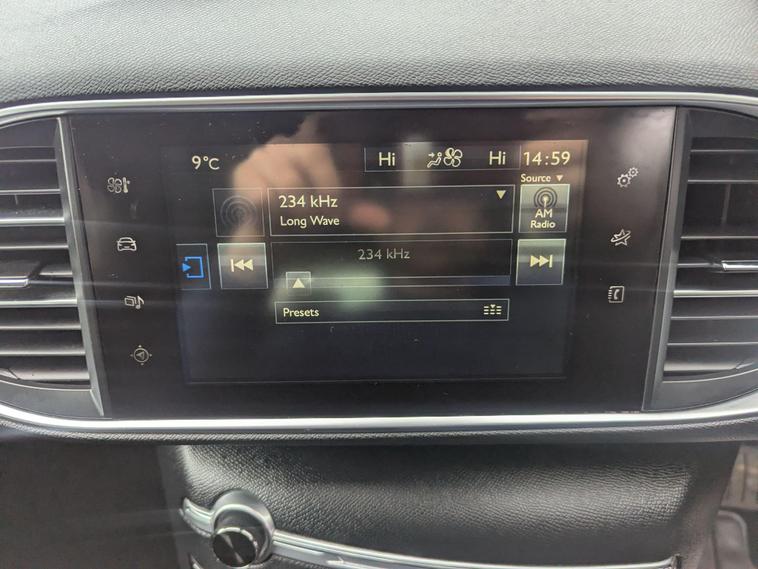 9°C
Hi Hi 14:59
Source
234 kHz
Long Wave
AM
Radio
234 kHz
Presets